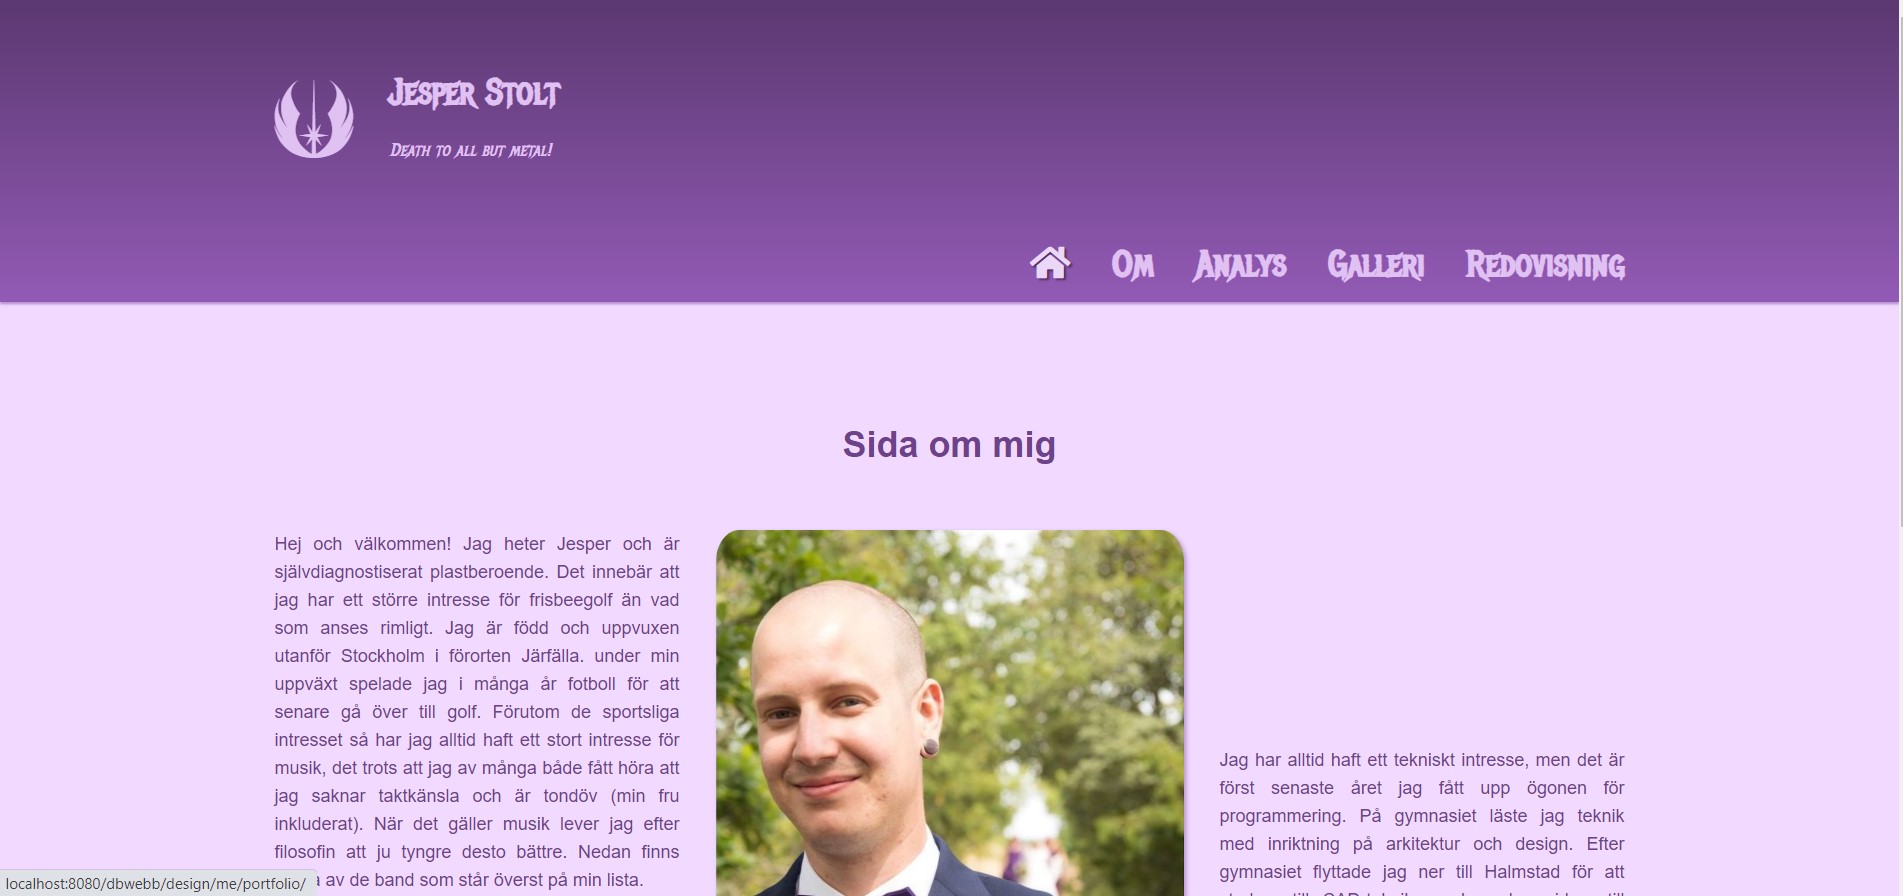 Jesper Stolt
Death to all but metal!
Om Analys Galleri Redovisning
Sida om mig
Hej och välkommen! Jag heter Jesper och är
självdiagnostiserat plastberoende. Det innebär att
jag har ett större intresse för frisbeegolf än vad
som anses rimligt. Jag är född och uppvuxen
utanför Stockholm i förorten Järfälla. under min
uppväxt spelade jag i många år fotboll för att
senare gå över till golf. Förutom de sportsliga
intresset så har jag alltid haft ett stort intresse för
musik, det trots att jag av många både fått höra att
jag saknar taktkänsla och är tondöv (min fru
inkluderat). När det gäller musik lever jag efter
filosofin att ju tyngre desto bättre. Nedan finns
av de band som står överst på min lista.
Jag har alltid haft ett tekniskt intresse, men det är
först senaste året jag fått upp ögonen för
programmering. På gymnasiet läste jag teknik
med inriktning på arkitektur och design. Efter
gymnasiet flyttade jag ner till Halmstad för att
localhost:8080/dbwebb/design/me/portfolio/